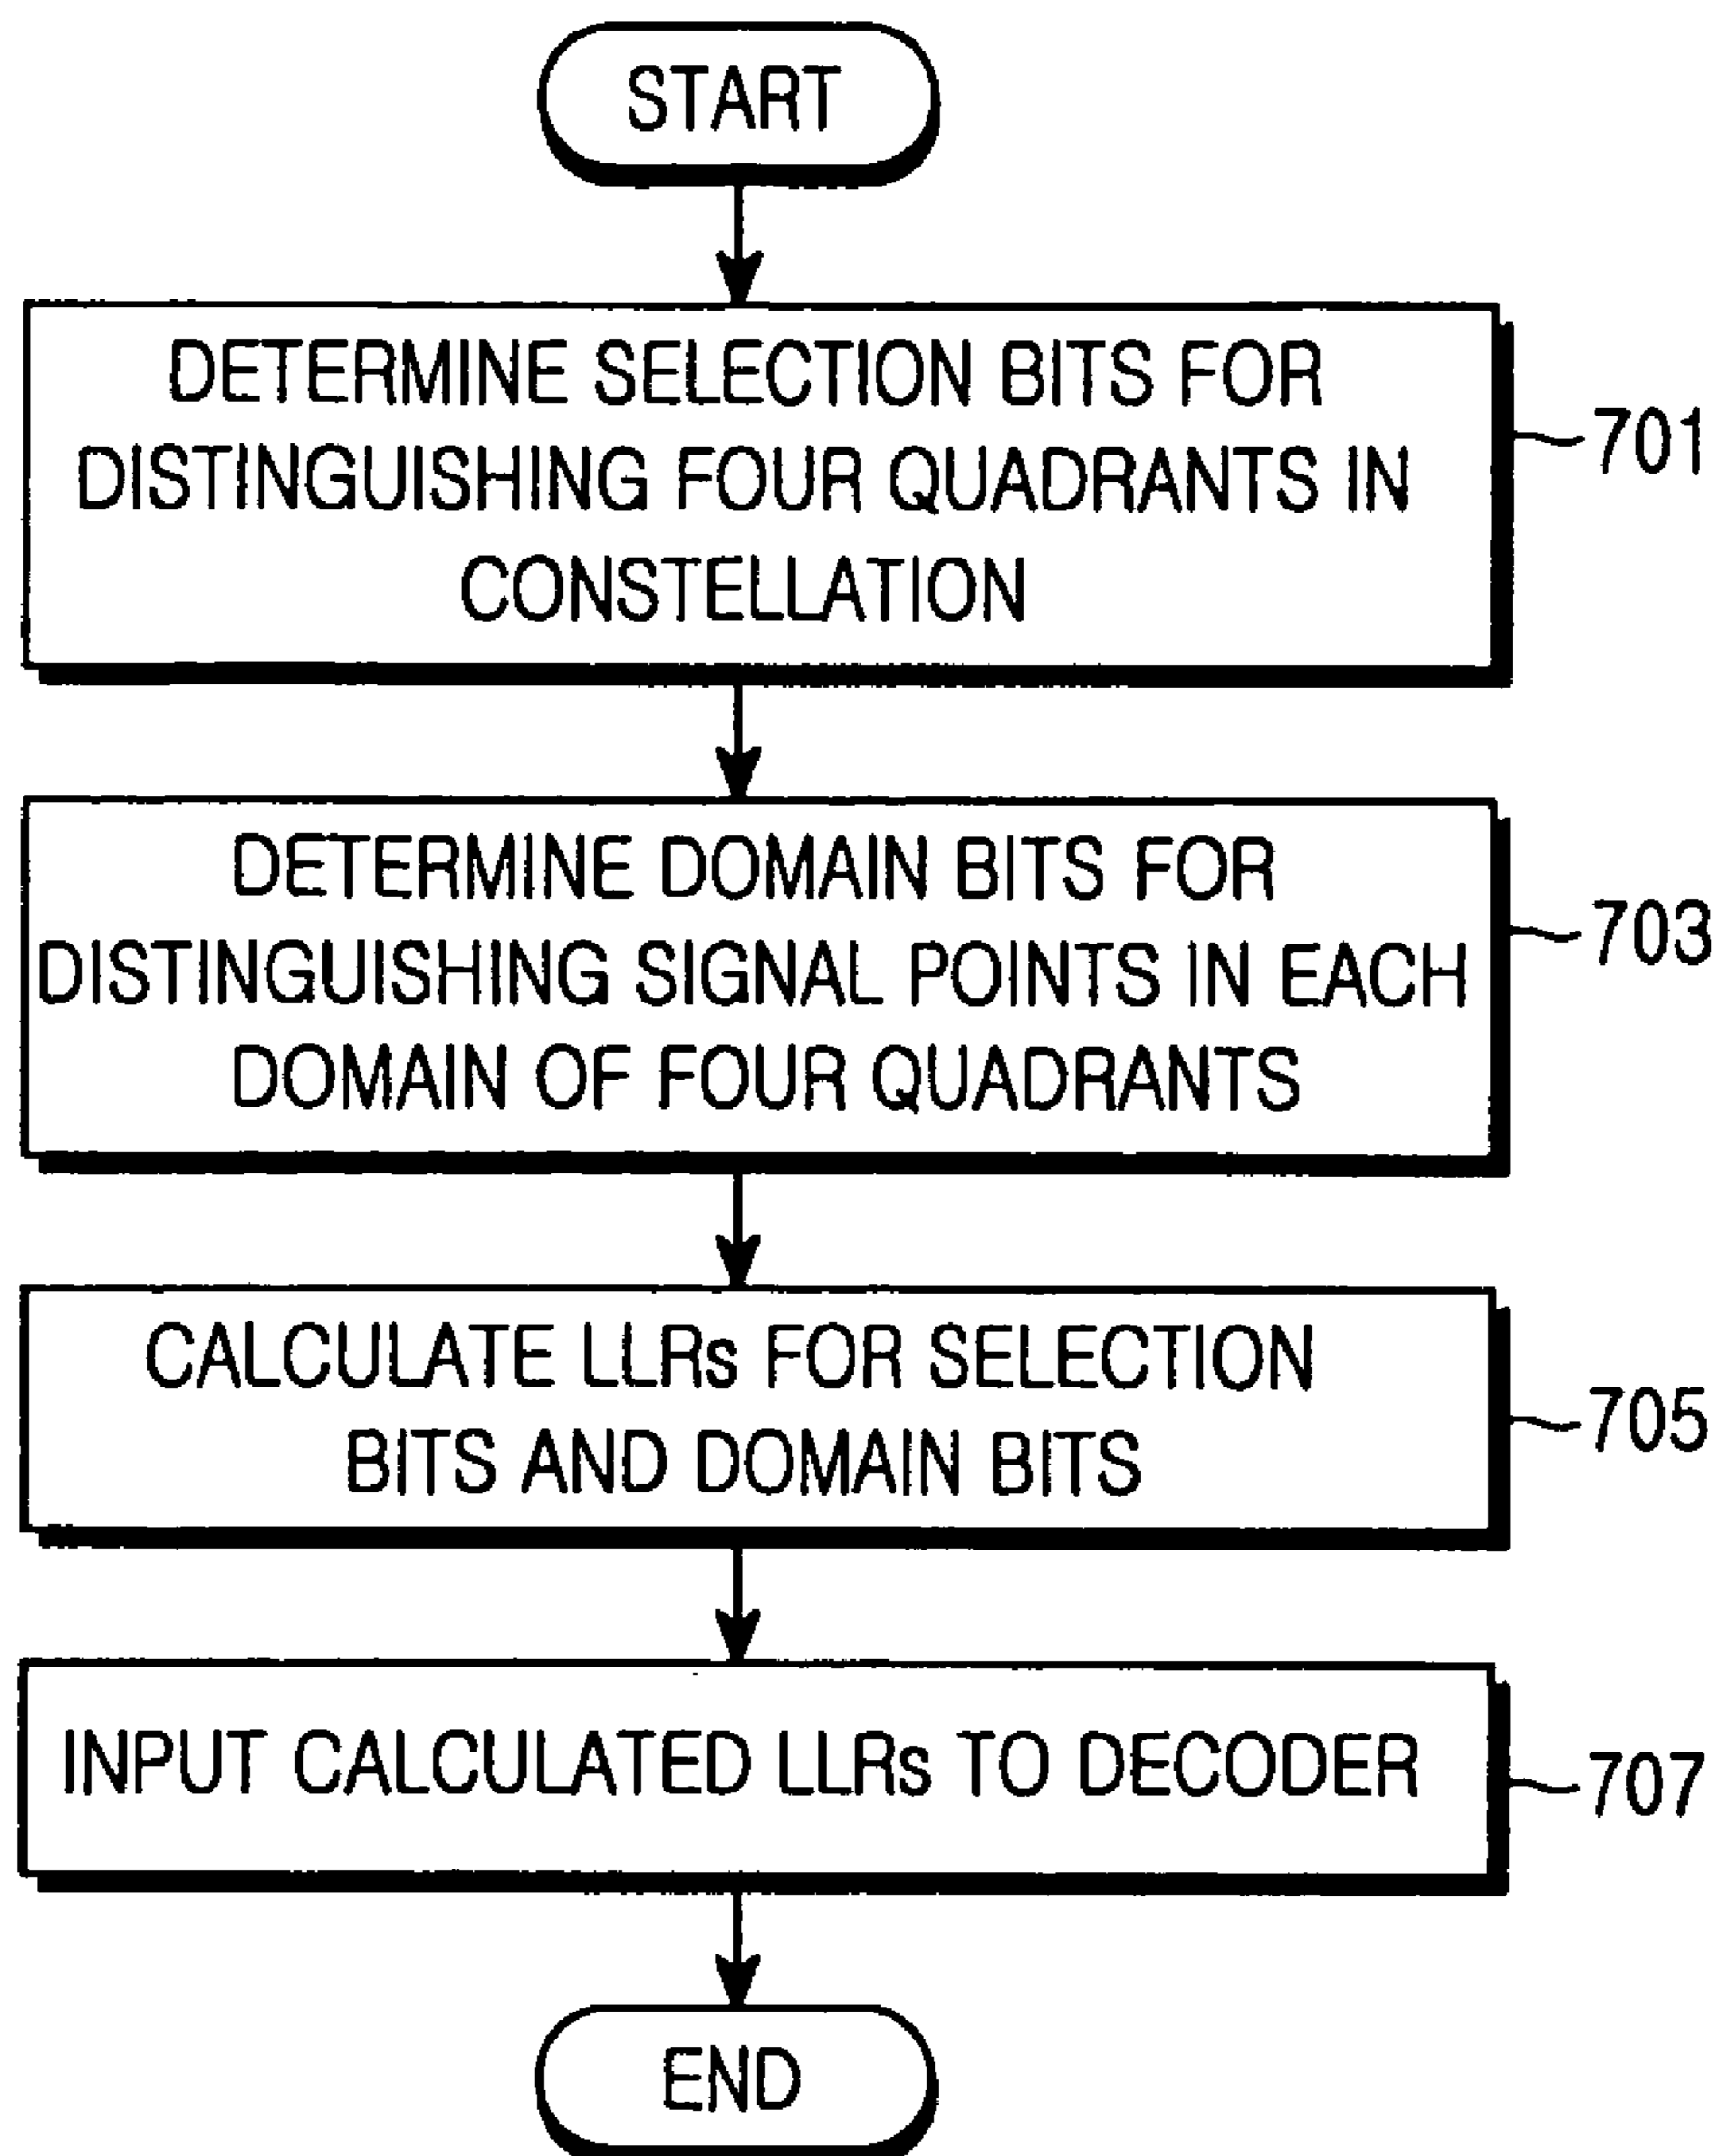 START
DETERMINE SELECTION BITS FOR
DISTINGUISHING FOUR QUADRANTS IN
CONSTELLATION
701
DETERMINE DOMAIN BITS FOR
DISTINGUISHING SIGNAL POINTS IN EACH
DOMAIN OF FOUR QUADRANTS
703
CALCULATE LLRs FOR SELECTION
BITS AND DOMAIN BITS
705
INPUT CALCULATED LLRs TO DECODER
707
END